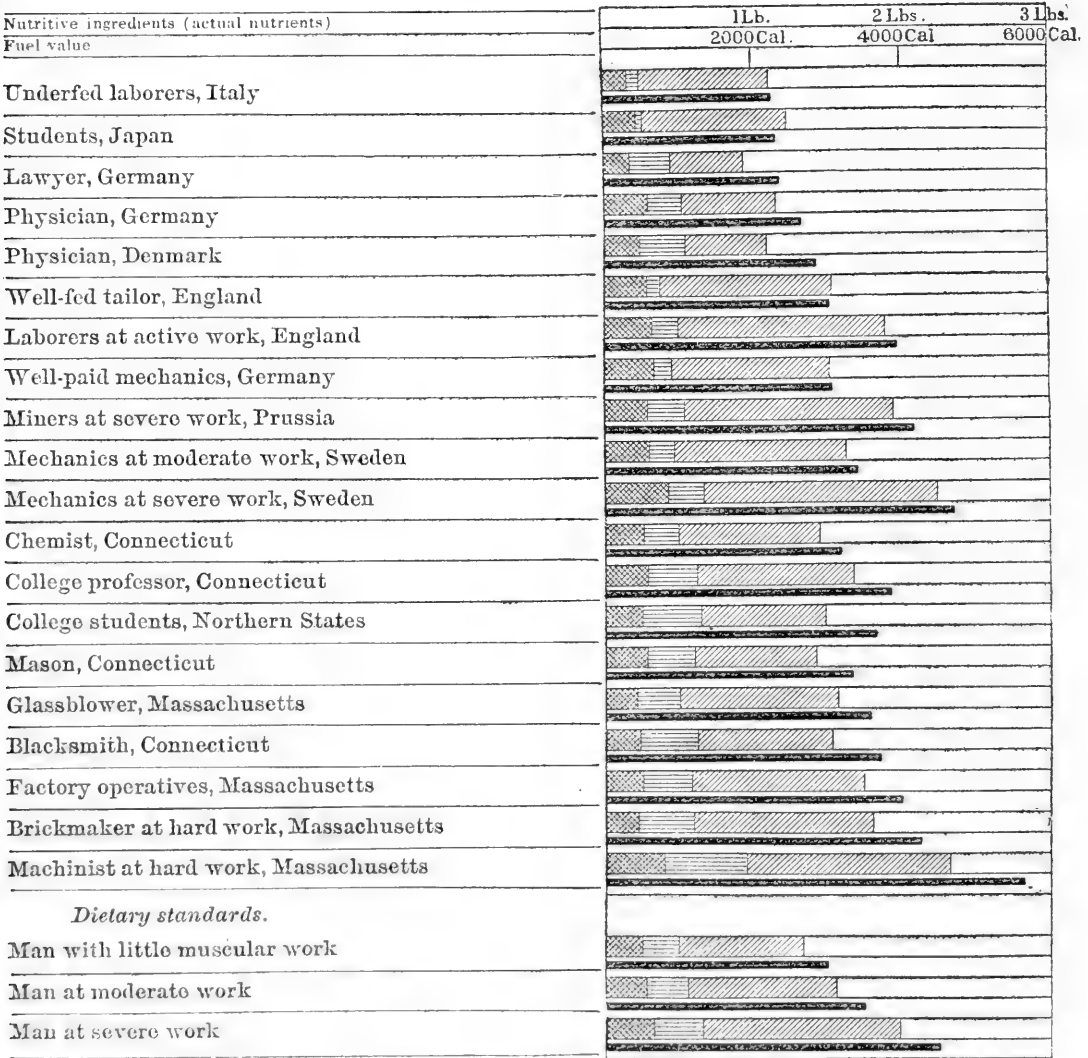 Nutritive ingredients (actual nutrients) 1Lb. 2Lbs. 3Lbs.
Fuel value 2000Cal. 4000Cal 6000Cal.
Underfed laborers, Italy
Students, Japan
Lawyer, Germany
Physician, Germany
Physician, Denmark
Well-fed tailor, England
Laborers at active work, England
Well-paid mechanics, Germany
Miners at severe work, Prussia
Mechanics at moderate work, Sweden
Mechanics at severe work, Sweden
Chemist, Connecticut
College professor, Connecticut
College students, Northern States
Mason, Connecticut
Glassblower, Massachusetts
Blacksmith, Connecticut
Factory operatives, Massachusetts
Brickmaker at hard work, Massachusetts
Machinist at hard work, Massachusetts
Dietary standards.
Man with little muscular work
Man at moderate work
Man at severe work